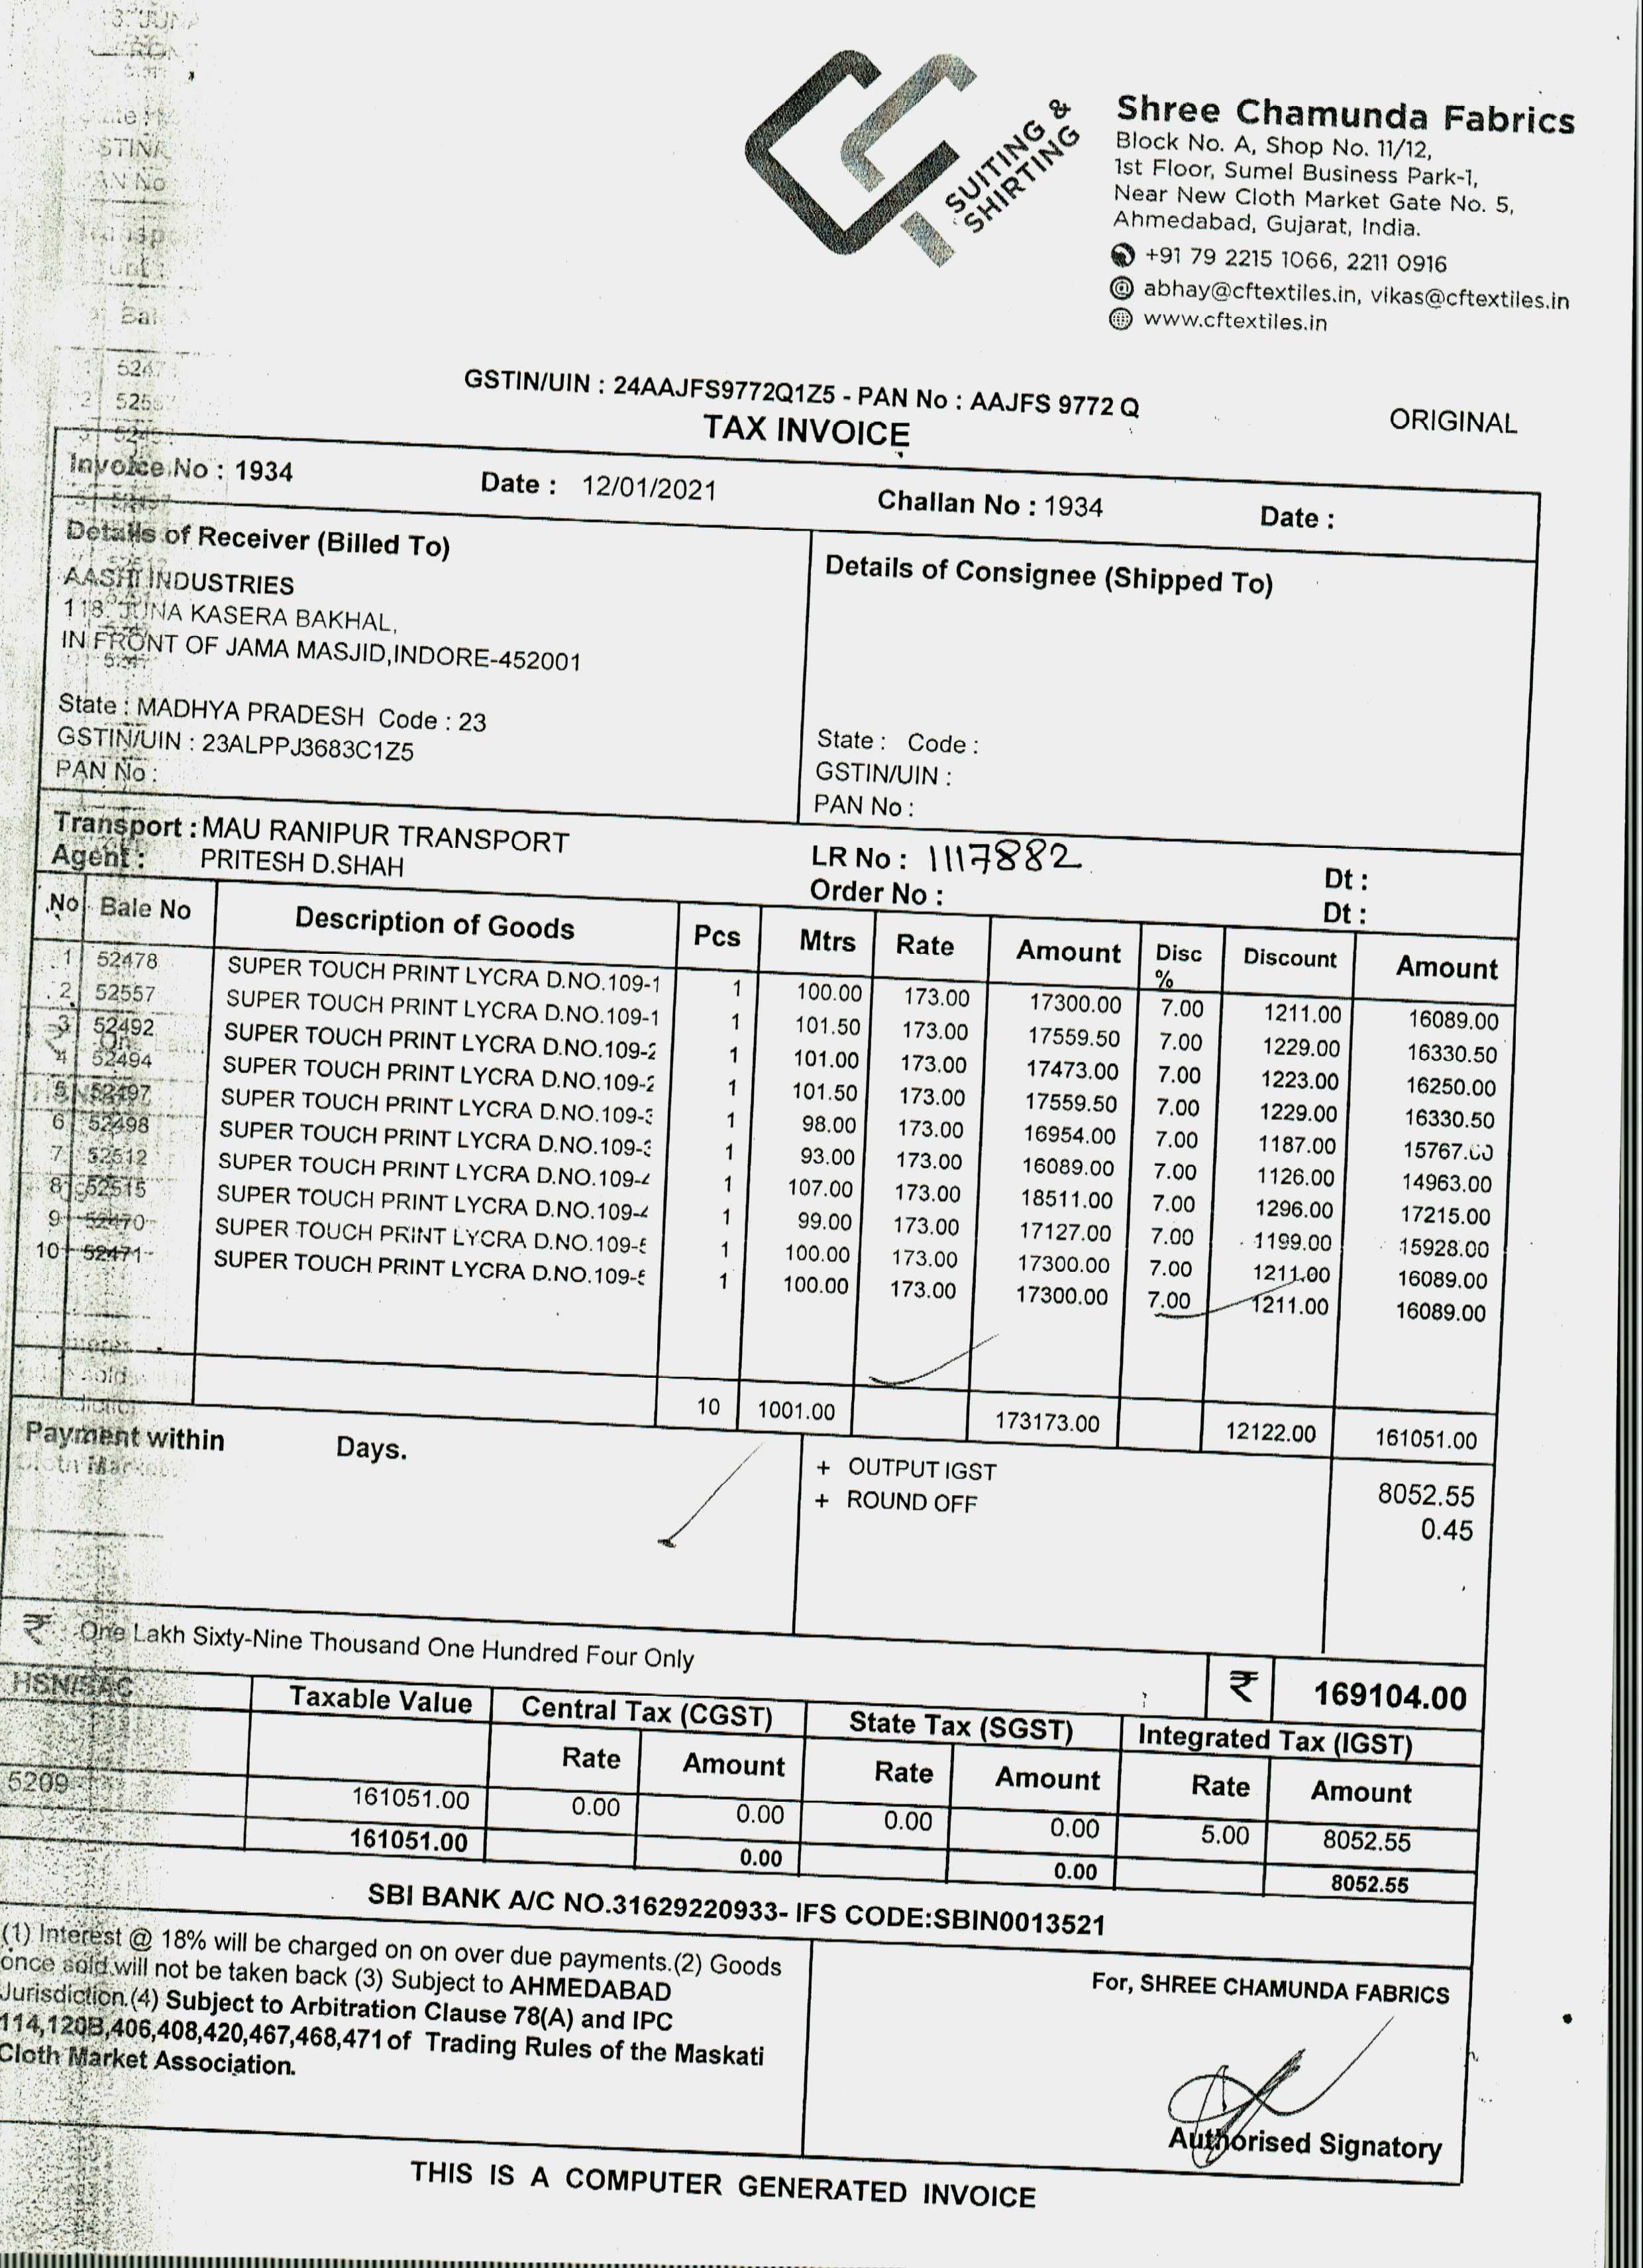 SUITING &
SHIRTING
Shree Chamunda Fabrics
Block No. A, Shop No. 11/12,
1st Floor, Sumel Business Park-1,
Near New Cloth Market Gate No. 5,
Ahmedabad, Gujarat, India.
+91 79 2215 1066, 2211 0916
abhay@cftextiles.in, vikas@cftextiles.in
www.cftextiles.in
GSTIN/UIN : 24AAJFS9772Q1Z5 - PAN No : AAJFS 9772 Q
TAX INVOICE
ORIGINAL
Invoice No : 1934 Date : 12/01/2021 Challan No : 1934 Date :
Details of Receiver (Billed To)
AASHI INDUSTRIES
118 JUNA KASERA BAKHAL,
IN FRONT OF JAMA MASJID,INDORE-452001
State : MADHYA PRADESH Code : 23
GSTIN/UIN : 23ALPPJ3683C1Z5
PAN No :
Details of Consignee (Shipped To)
State : Code :
GSTIN/UIN :
PAN No :
Transport : MAU RANIPUR TRANSPORT LR No : 1117882 Dt :
Agent : PRITESH D.SHAH Order No : Dt :
No Bale No Description of Goods Pcs Mtrs Rate Amount Disc % Discount Amount
1 52478 SUPER TOUCH PRINT LYCRA D.NO.109-1 1 100.00 173.00 17300.00 7.00 1211.00 16089.00
2 52557 SUPER TOUCH PRINT LYCRA D.NO.109-1 1 101.50 173.00 17559.50 7.00 1229.00 16330.50
3 52492 SUPER TOUCH PRINT LYCRA D.NO.109-2 1 101.00 173.00 17473.00 7.00 1223.00 16250.00
4 52494 SUPER TOUCH PRINT LYCRA D.NO.109-2 1 101.50 173.00 17559.50 7.00 1229.00 16330.50
5 52497 SUPER TOUCH PRINT LYCRA D.NO.109-3 1 98.00 173.00 16954.00 7.00 1187.00 15767.00
6 52498 SUPER TOUCH PRINT LYCRA D.NO.109-3 1 93.00 173.00 16089.00 7.00 1126.00 14963.00
7 52512 SUPER TOUCH PRINT LYCRA D.NO.109-4 1 107.00 173.00 18511.00 7.00 1296.00 17215.00
8 52515 SUPER TOUCH PRINT LYCRA D.NO.109-4 1 99.00 173.00 17127.00 7.00 1199.00 15928.00
9 52470 SUPER TOUCH PRINT LYCRA D.NO.109-5 1 100.00 173.00 17300.00 7.00 1211.00 16089.00
10 52471 SUPER TOUCH PRINT LYCRA D.NO.109-5 1 100.00 173.00 17300.00 7.00 1211.00 16089.00
10 1001.00 173173.00 12122.00 161051.00
Payment within Days.
+ OUTPUT IGST 8052.55
+ ROUND OFF 0.45
₹ One Lakh Sixty-Nine Thousand One Hundred Four Only
₹ 169104.00
HSN/SAC Taxable Value Central Tax (CGST) State Tax (SGST) Integrated Tax (IGST)
Rate Amount Rate Amount Rate Amount
5209 161051.00 0.00 0.00 0.00 0.00 5.00 8052.55
161051.00 0.00 0.00 8052.55
SBI BANK A/C NO.31629220933- IFS CODE:SBIN0013521
(1) Interest @ 18% will be charged on on over due payments.(2) Goods
once sold will not be taken back (3) Subject to AHMEDABAD
Jurisdiction.(4) Subject to Arbitration Clause 78(A) and IPC
114,120B,406,408,420,467,468,471 of Trading Rules of the Maskati
Cloth Market Association.
For, SHREE CHAMUNDA FABRICS
Authorised Signatory
THIS IS A COMPUTER GENERATED INVOICE